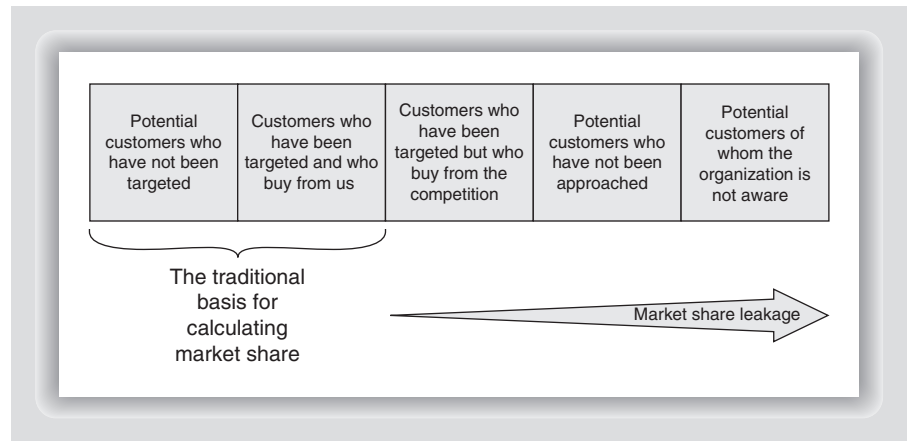 Potential
customers who
have not been
targeted
Customers who
have been
targeted and who
buy from us
Customers who
have been
targeted but who
buy from the
competition
Potential
customers who
have not been
approached
Potential
customers of
whom the
organization is
not aware
The traditional
basis for
calculating
market share
Market share leakage